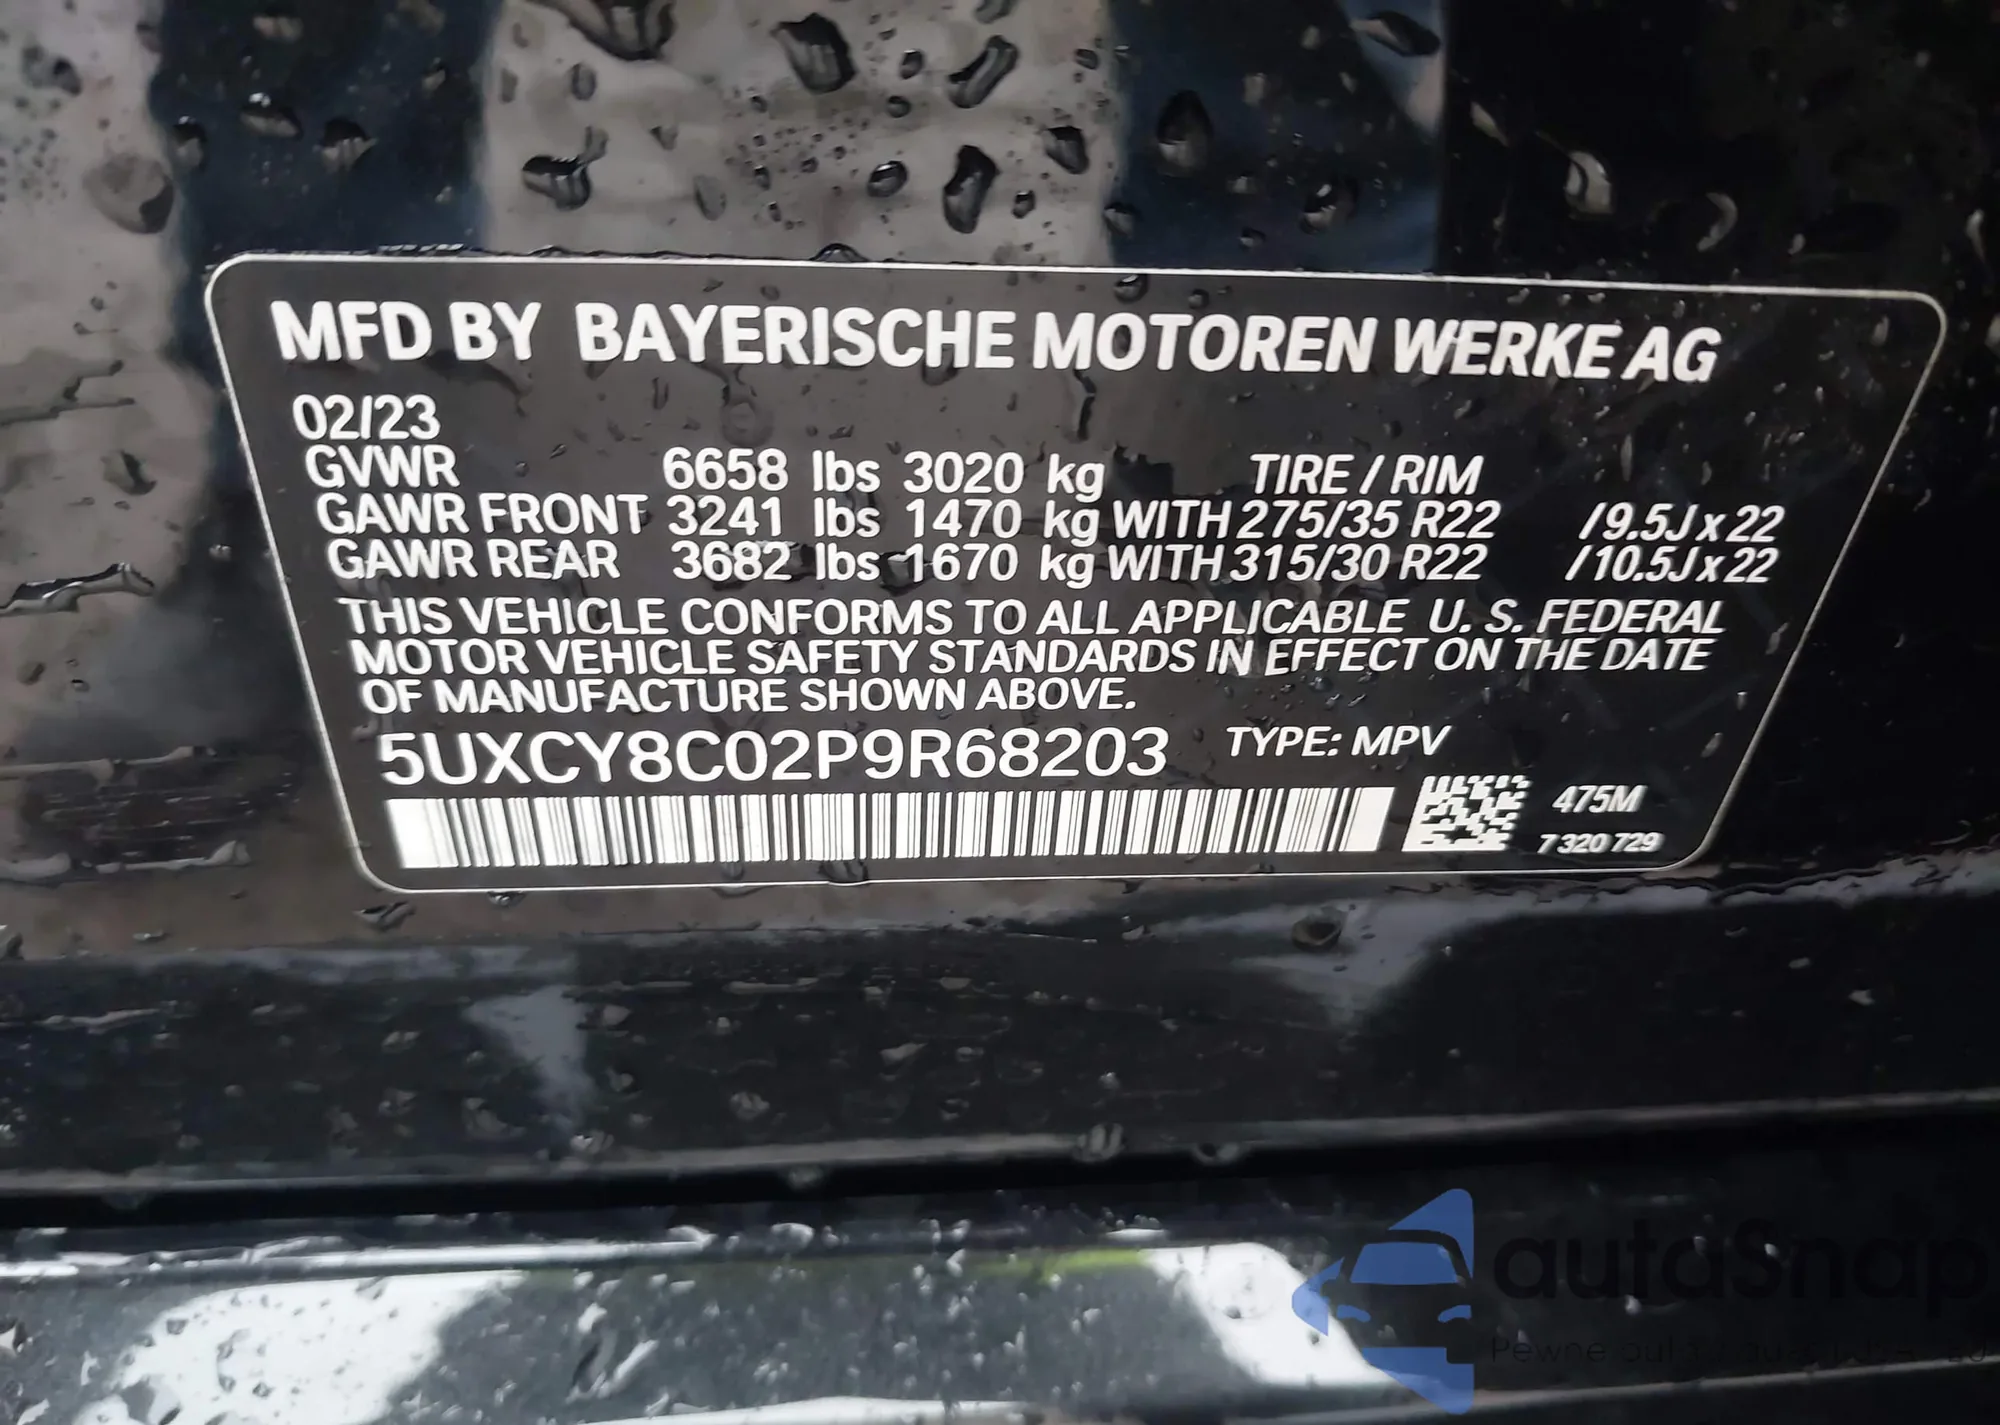 MFD BY BAYERISCHE MOTOREN WERKE AG
02/23
GVWR 6658 lbs 3020 kg TIRE / RIM
GAWR FRONT 3241 lbs 1470 kg WITH 275/35 R22 /9.5J x 22
GAWR REAR 3682 lbs 1670 kg WITH 315/30 R22 /10.5J x 22
THIS VEHICLE CONFORMS TO ALL APPLICABLE U. S. FEDERAL
MOTOR VEHICLE SAFETY STANDARDS IN EFFECT ON THE DATE
OF MANUFACTURE SHOWN ABOVE.
5UXCY8C02P9R68203 TYPE: MPV
475M
7 320 729
autoSnap
Pewne